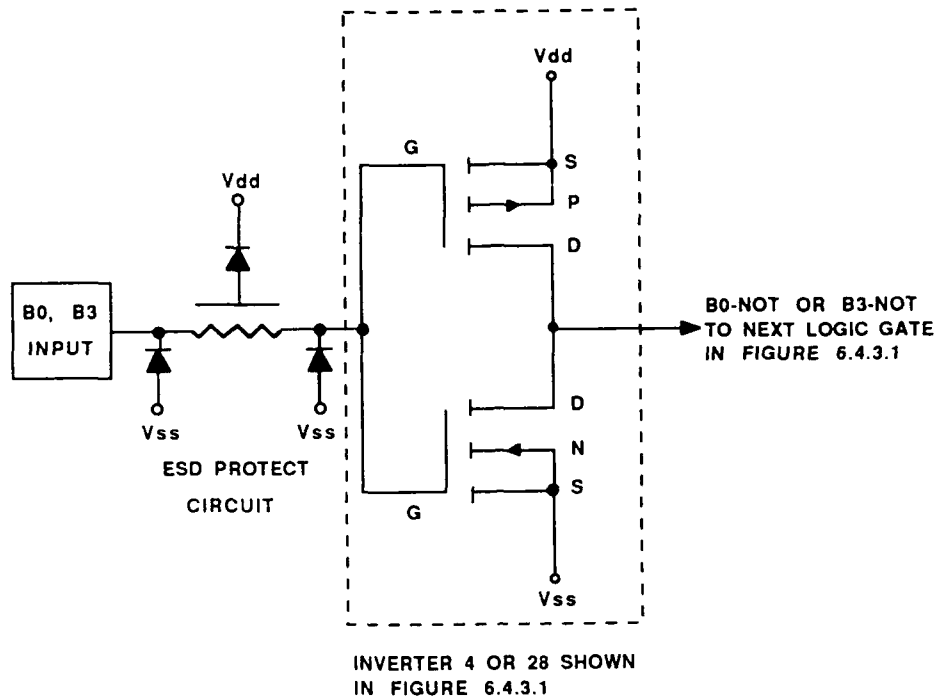 Vdd
G
S
P
D
Vdd
B0, B3
INPUT
B0-NOT OR B3-NOT
TO NEXT LOGIC GATE
IN FIGURE 6.4.3.1
Vss
Vss
ESD PROTECT
CIRCUIT
D
N
S
G
Vss
INVERTER 4 OR 28 SHOWN
IN FIGURE 6.4.3.1